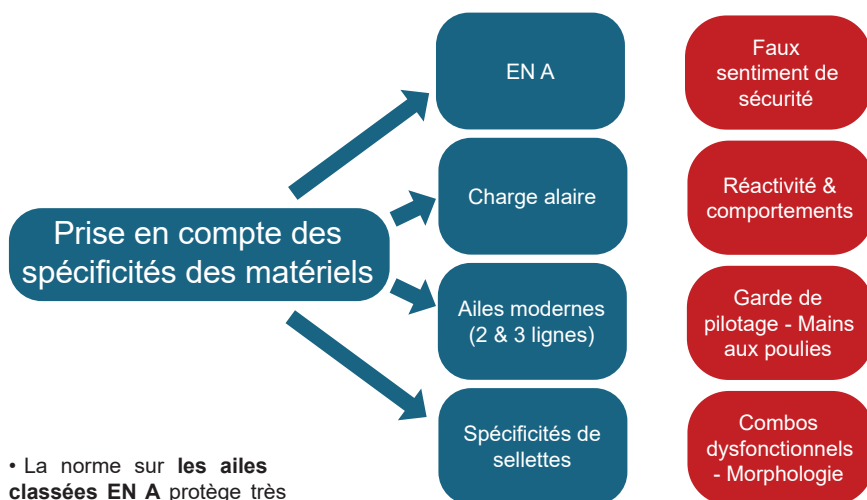 EN A
Faux
sentiment de
sécurité
Charge alaire
Réactivité &
comportements
Prise en compte des
spécificités des matériels
Ailes modernes
(2 & 3 lignes)
Garde de
pilotage - Mains
aux poulies
Spécificités de
sellettes
Combos
dysfonctionnels
- Morphologie
• La norme sur les ailes
classées EN A protège très